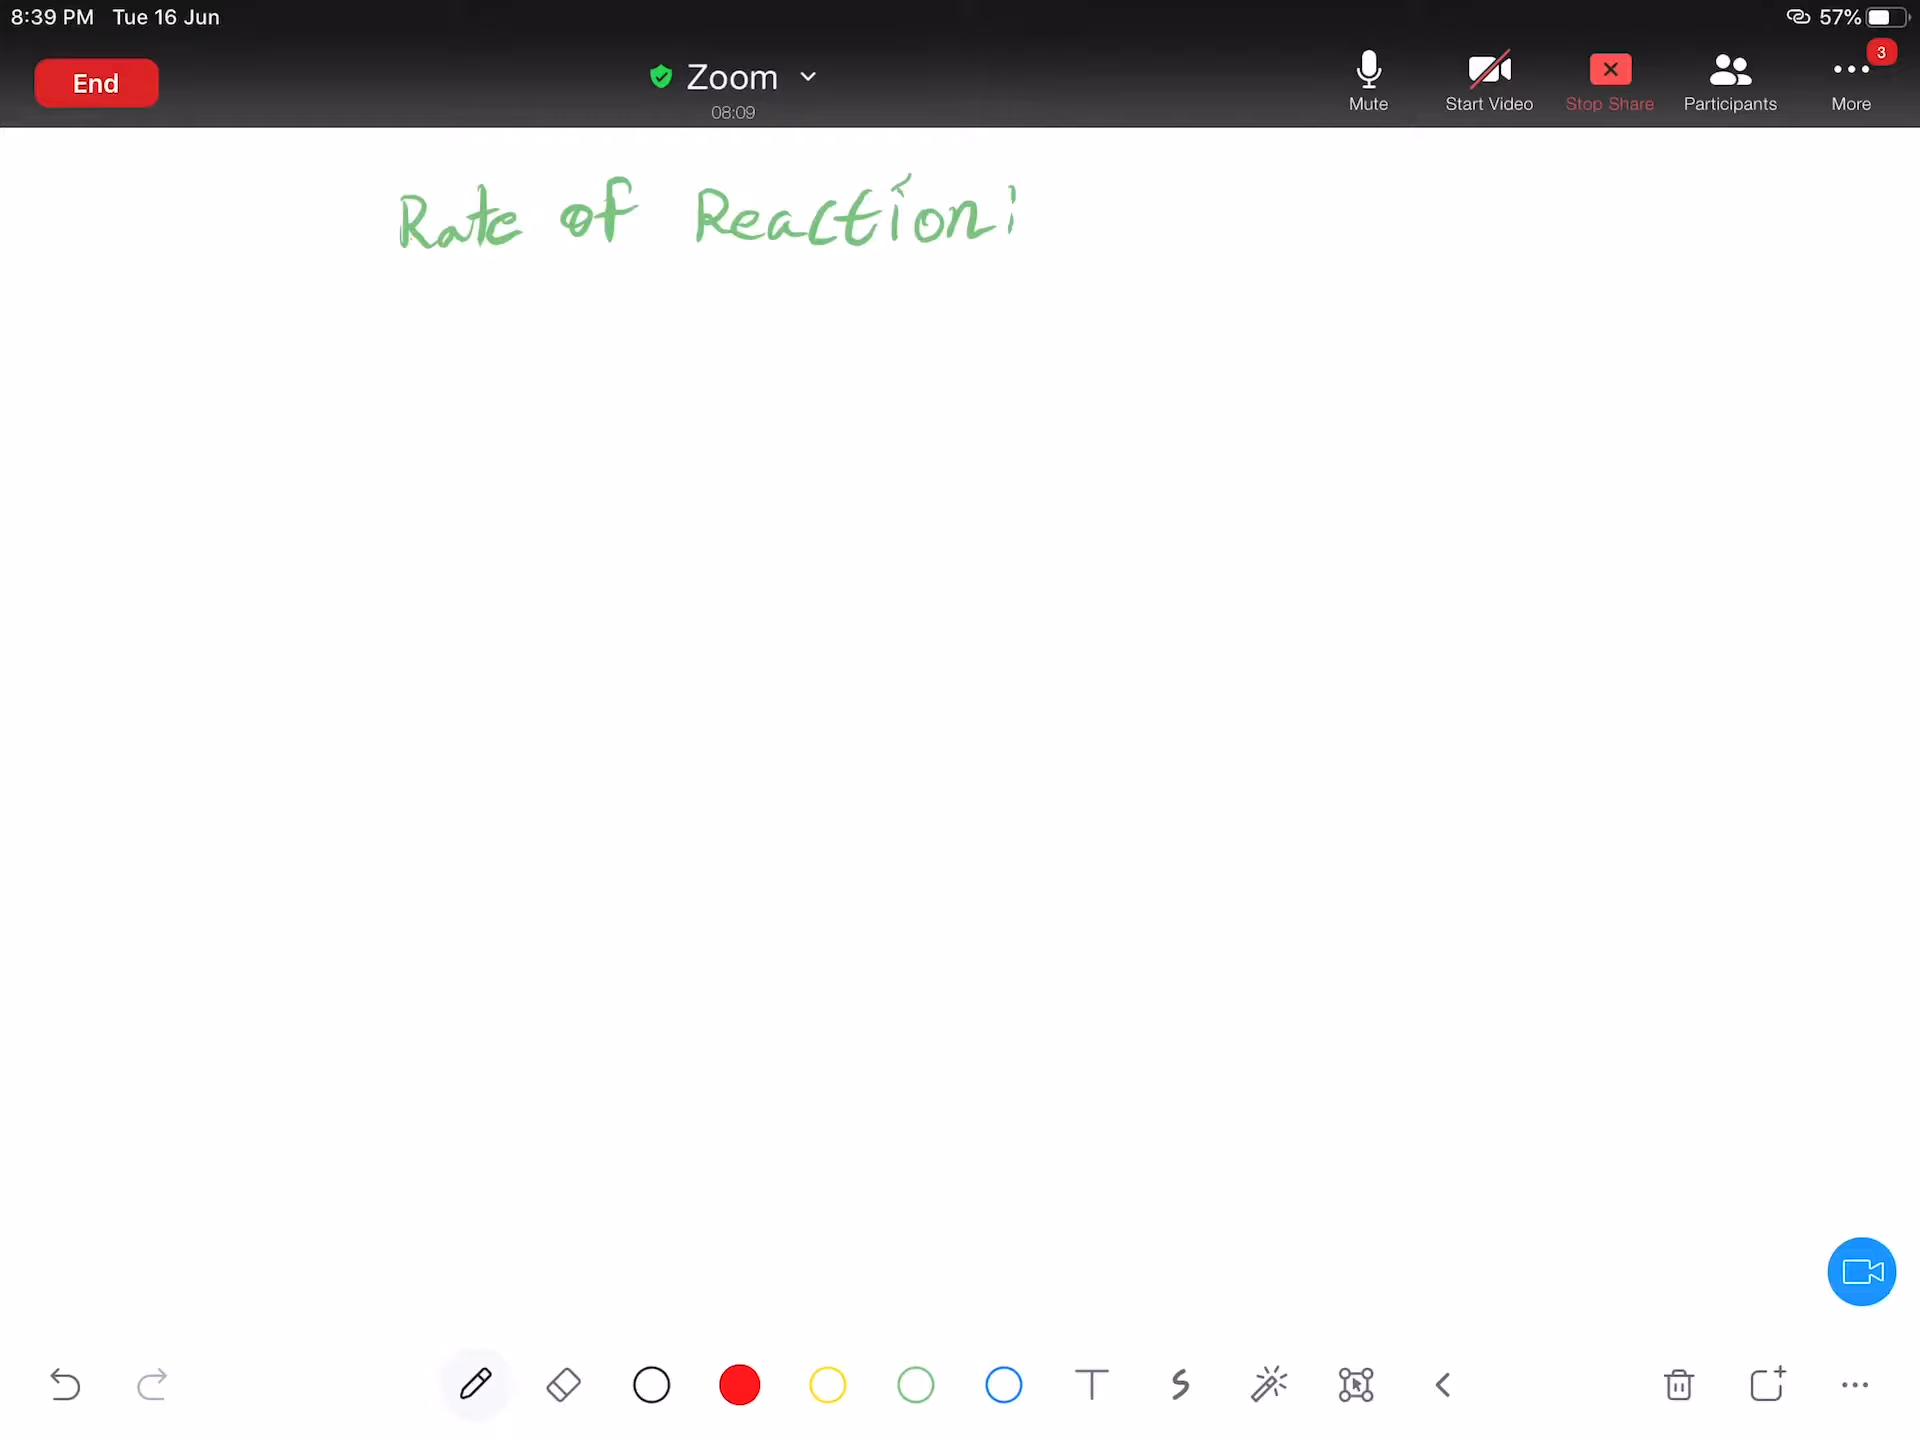 8:39 PM Tue 16 Jun 57%
End Zoom 08:09 Mute Start Video Stop Share Participants More 3
Rate of Reaction:
T